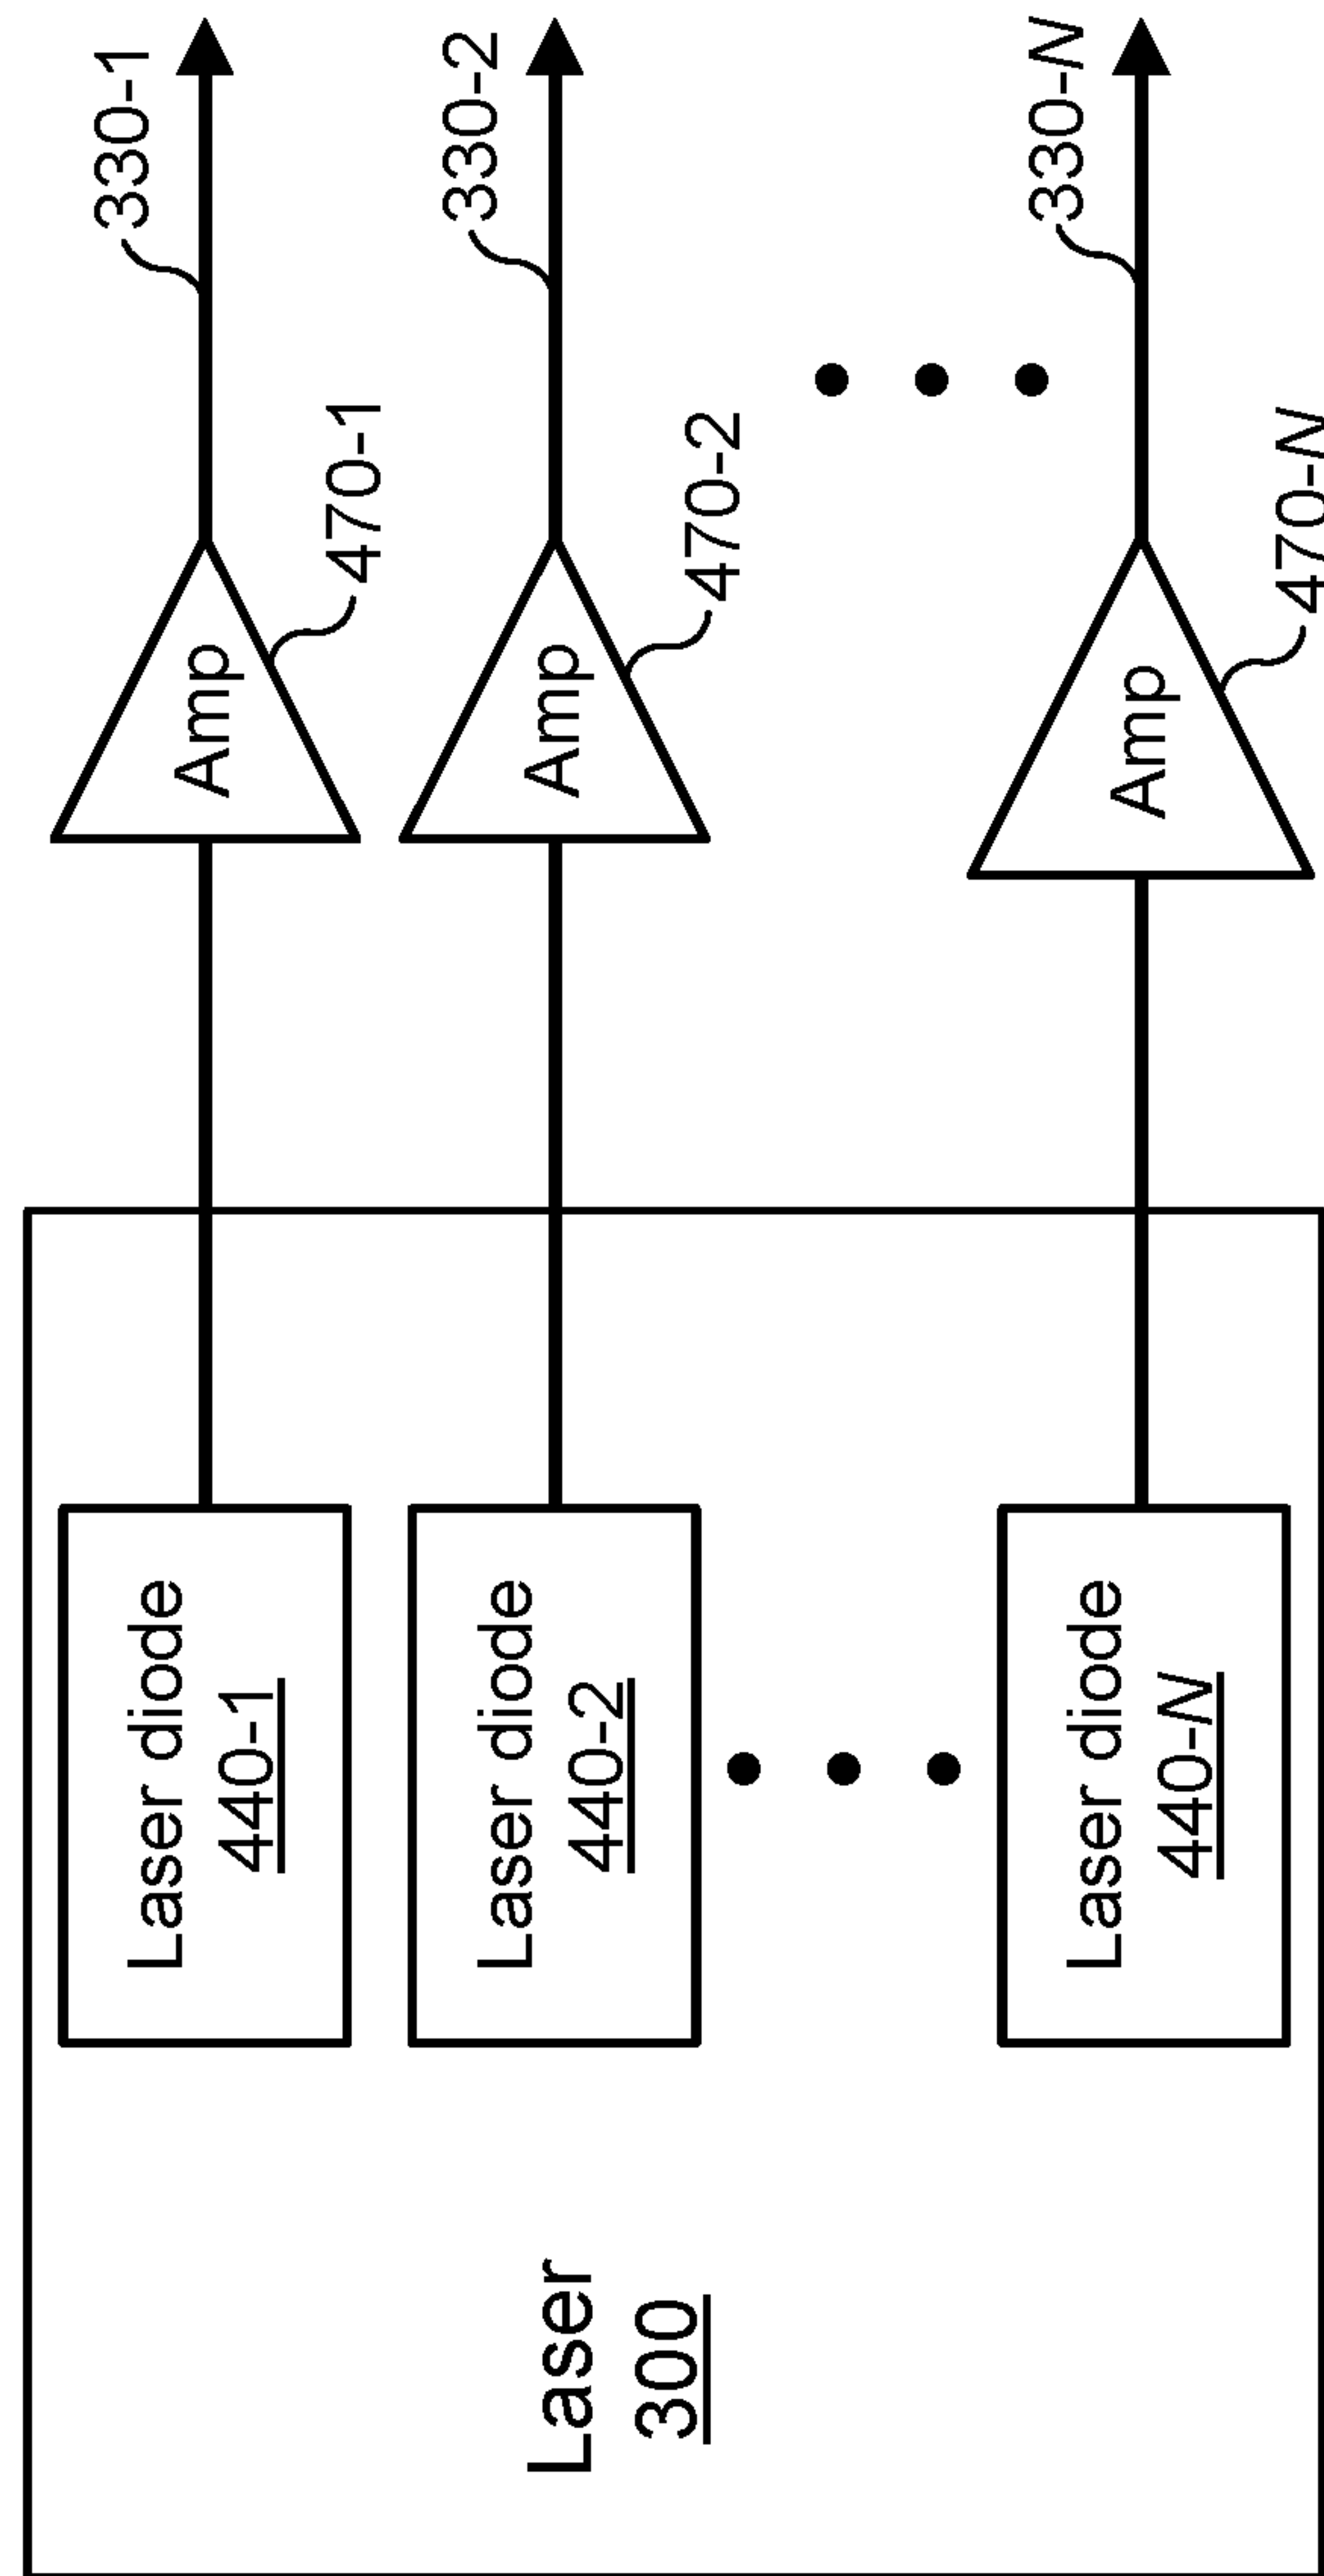 Laser
300
Laser diode
440-1
Amp
470-1
330-1
Laser diode
440-2
Amp
470-2
330-2
Laser diode
440-N
Amp
470-N
330-N